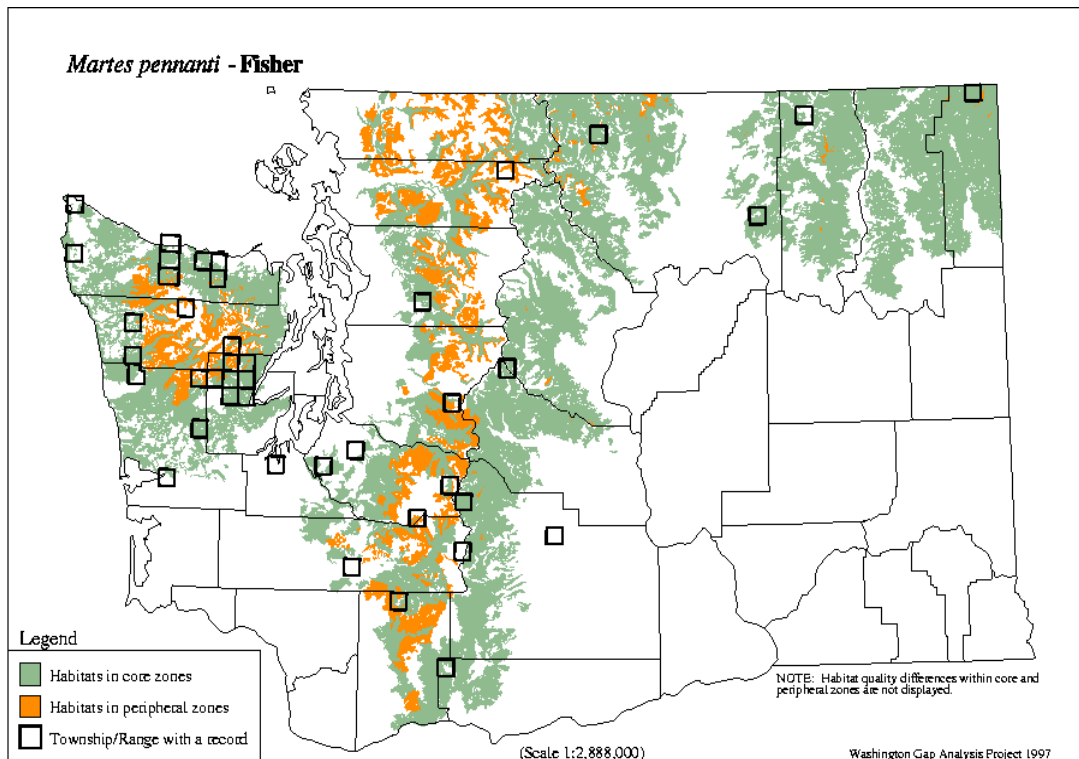 Martes pennanti - Fisher
Legend
Habitats in core zones
Habitats in peripheral zones
Township/Range with a record
NOTE: Habitat quality differences within core and
peripheral zones are not displayed.
(Scale 1:2,888,000)
Washington Gap Analysis Project 1997